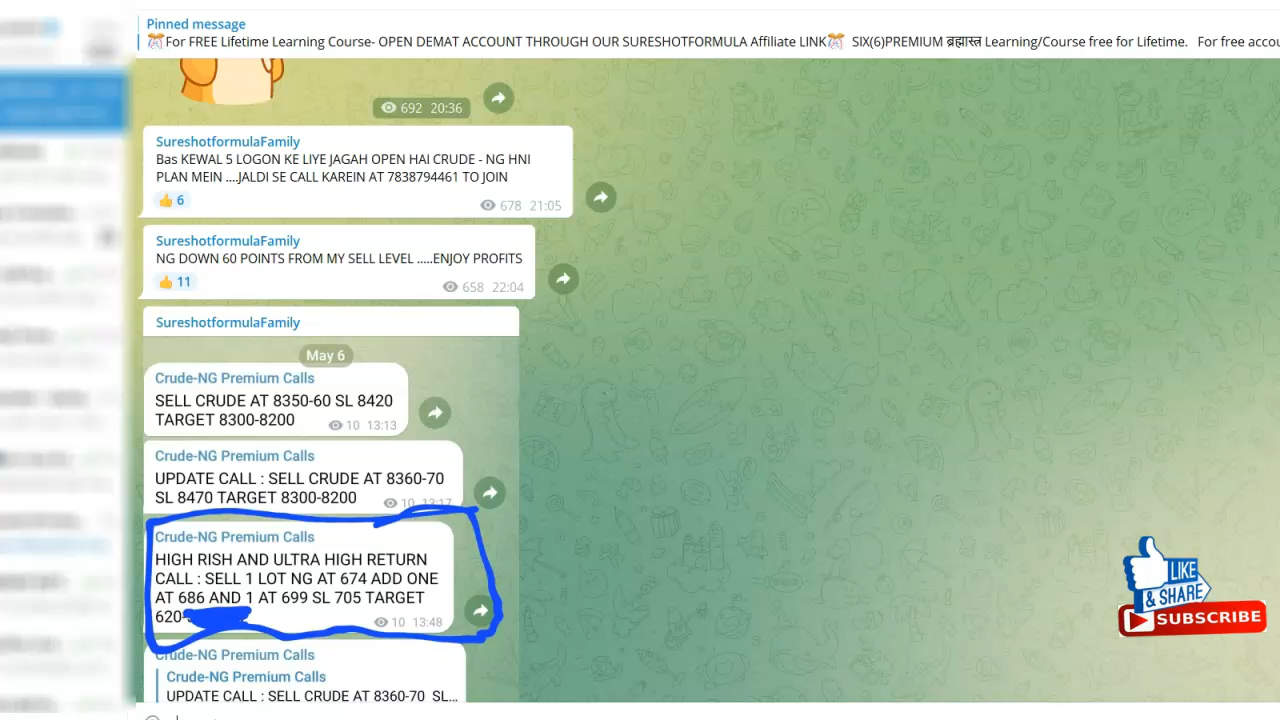 Pinned message
For FREE Lifetime Learning Course- OPEN DEMAT ACCOUNT THROUGH OUR SURESHOTFORMULA Affiliate LINK SIX(6)PREMIUM ब्रह्मास्त्र Learning/Course free for Lifetime. For free accou
692 20:36
SureshotformulaFamily
Bas KEWAL 5 LOGON KE LIYE JAGAH OPEN HAI CRUDE - NG HNI
PLAN MEIN ....JALDI SE CALL KAREIN AT 7838794461 TO JOIN
6
678 21:05
SureshotformulaFamily
NG DOWN 60 POINTS FROM MY SELL LEVEL .....ENJOY PROFITS
11
658 22:04
SureshotformulaFamily
May 6
Crude-NG Premium Calls
SELL CRUDE AT 8350-60 SL 8420
TARGET 8300-8200
10 13:13
Crude-NG Premium Calls
UPDATE CALL : SELL CRUDE AT 8360-70
SL 8470 TARGET 8300-8200
10 13:17
Crude-NG Premium Calls
HIGH RISH AND ULTRA HIGH RETURN
CALL : SELL 1 LOT NG AT 674 ADD ONE
AT 686 AND 1 AT 699 SL 705 TARGET
620-
10 13:48
Crude-NG Premium Calls
Crude-NG Premium Calls
UPDATE CALL : SELL CRUDE AT 8360-70 SL...
LIKE
& SHARE
SUBSCRIBE